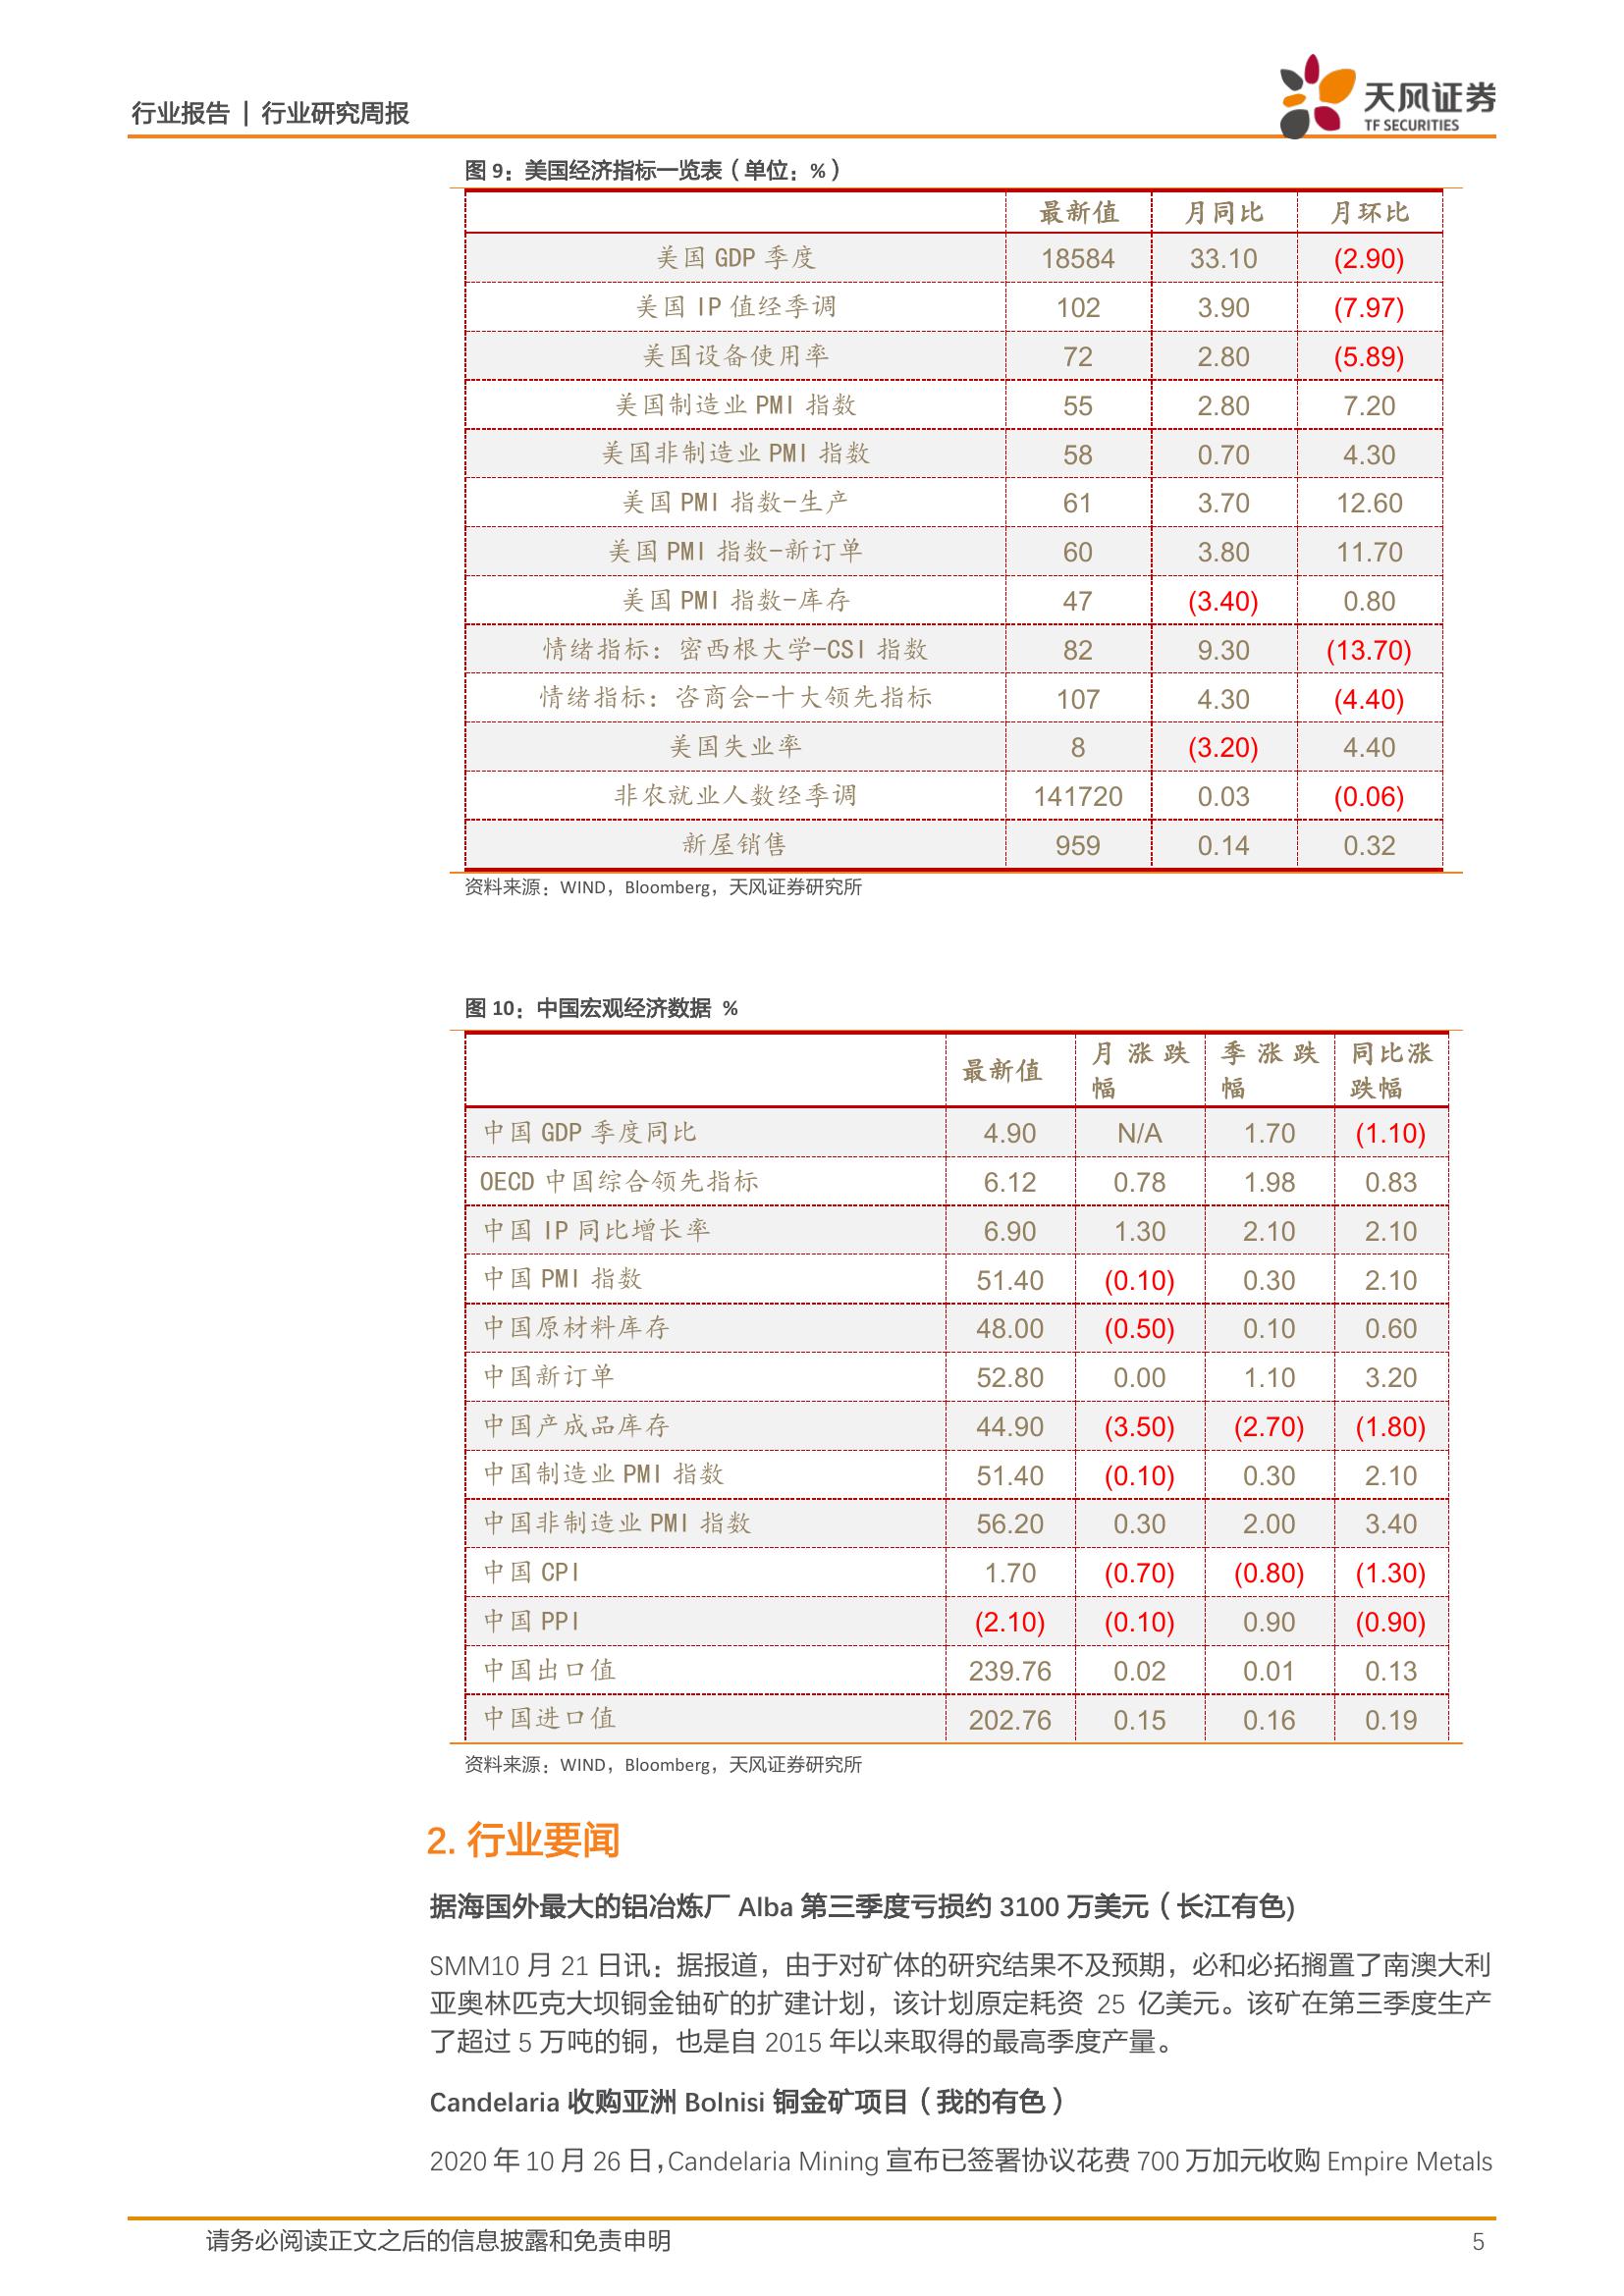 行业报告 | 行业研究周报
天风证券
TF SECURITIES
图 9：美国经济指标一览表（单位：%）
最新值 月同比 月环比
美国 GDP 季度 18584 33.10 (2.90)
美国 IP 值经季调 102 3.90 (7.97)
美国设备使用率 72 2.80 (5.89)
美国制造业 PMI 指数 55 2.80 7.20
美国非制造业 PMI 指数 58 0.70 4.30
美国 PMI 指数-生产 61 3.70 12.60
美国 PMI 指数-新订单 60 3.80 11.70
美国 PMI 指数-库存 47 (3.40) 0.80
情绪指标：密西根大学-CSI 指数 82 9.30 (13.70)
情绪指标：咨商会-十大领先指标 107 4.30 (4.40)
美国失业率 8 (3.20) 4.40
非农就业人数经季调 141720 0.03 (0.06)
新屋销售 959 0.14 0.32
资料来源：WIND，Bloomberg，天风证券研究所
图 10：中国宏观经济数据 %
最新值 月涨跌幅 季涨跌幅 同比涨跌幅
中国 GDP 季度同比 4.90 N/A 1.70 (1.10)
OECD 中国综合领先指标 6.12 0.78 1.98 0.83
中国 IP 同比增长率 6.90 1.30 2.10 2.10
中国 PMI 指数 51.40 (0.10) 0.30 2.10
中国原材料库存 48.00 (0.50) 0.10 0.60
中国新订单 52.80 0.00 1.10 3.20
中国产成品库存 44.90 (3.50) (2.70) (1.80)
中国制造业 PMI 指数 51.40 (0.10) 0.30 2.10
中国非制造业 PMI 指数 56.20 0.30 2.00 3.40
中国 CPI 1.70 (0.70) (0.80) (1.30)
中国 PPI (2.10) (0.10) 0.90 (0.90)
中国出口值 239.76 0.02 0.01 0.13
中国进口值 202.76 0.15 0.16 0.19
资料来源：WIND，Bloomberg，天风证券研究所
2. 行业要闻
据海国外最大的铝冶炼厂 Alba 第三季度亏损约 3100 万美元（长江有色)
SMM10 月 21 日讯：据报道，由于对矿体的研究结果不及预期，必和必拓搁置了南澳大利
亚奥林匹克大坝铜金铀矿的扩建计划，该计划原定耗资 25 亿美元。该矿在第三季度生产
了超过 5 万吨的铜，也是自 2015 年以来取得的最高季度产量。
Candelaria 收购亚洲 Bolnisi 铜金矿项目（我的有色）
2020 年 10 月 26 日，Candelaria Mining 宣布已签署协议花费 700 万加元收购 Empire Metals
请务必阅读正文之后的信息披露和免责申明 5